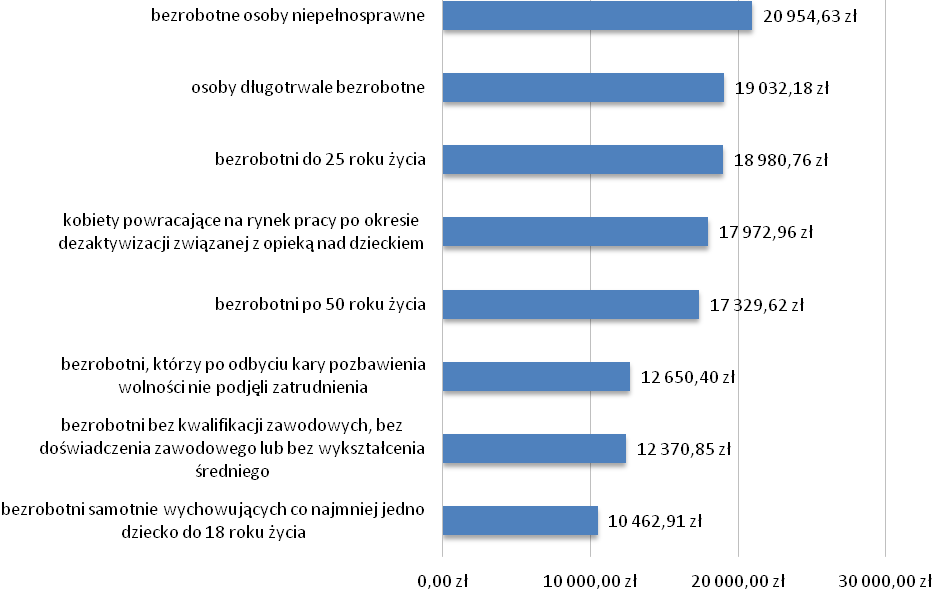 bezrobotne osoby niepełnosprawne
20 954,63 zł
osoby długotrwale bezrobotne
19 032,18 zł
bezrobotni do 25 roku życia
18 980,76 zł
kobiety powracające na rynek pracy po okresie
dezaktywizacji związanej z opieką nad dzieckiem
17 972,96 zł
bezrobotni po 50 roku życia
17 329,62 zł
bezrobotni, którzy po odbyciu kary pozbawienia
wolności nie podjęli zatrudnienia
12 650,40 zł
bezrobotni bez kwalifikacji zawodowych, bez
doświadczenia zawodowego lub bez wykształcenia
średniego
12 370,85 zł
bezrobotni samotnie wychowujących co najmniej jedno
dziecko do 18 roku życia
10 462,91 zł
0,00 zł
10 000,00 zł
20 000,00 zł
30 000,00 zł